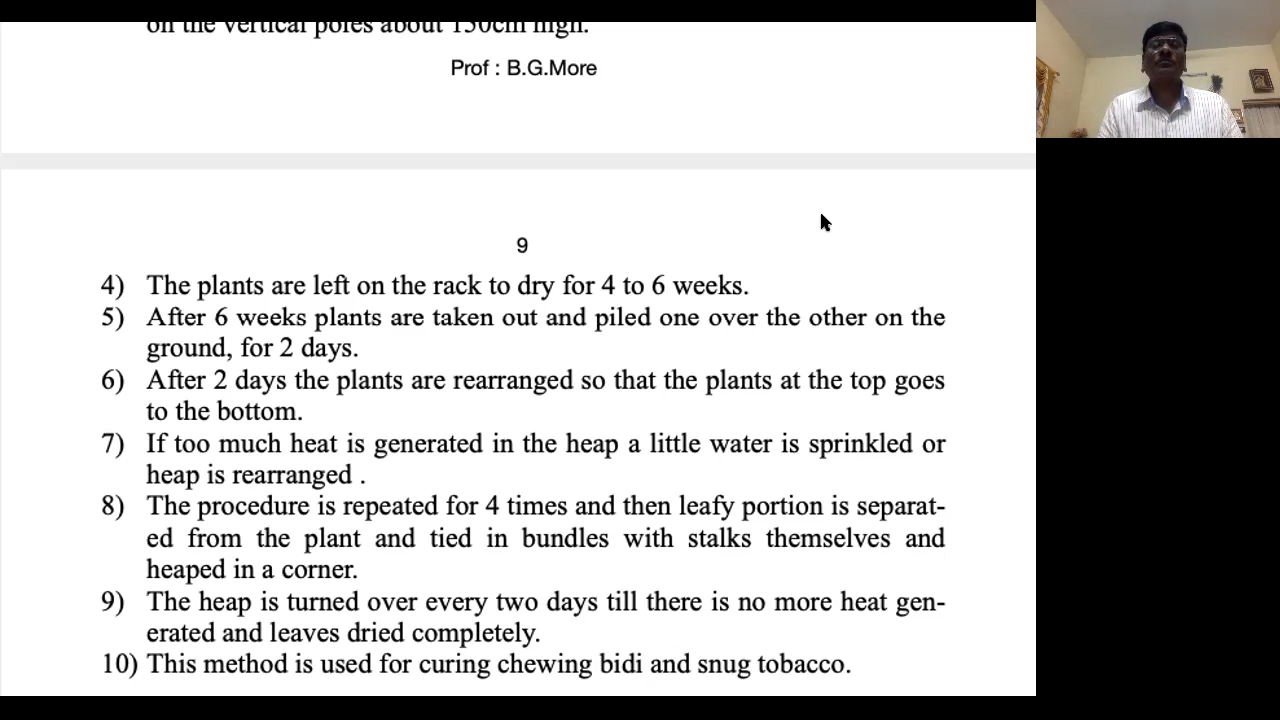 on the vertical poles about 150cm high.
Prof : B.G.More
9
4) The plants are left on the rack to dry for 4 to 6 weeks.
5) After 6 weeks plants are taken out and piled one over the other on the
ground, for 2 days.
6) After 2 days the plants are rearranged so that the plants at the top goes
to the bottom.
7) If too much heat is generated in the heap a little water is sprinkled or
heap is rearranged .
8) The procedure is repeated for 4 times and then leafy portion is separat-
ed from the plant and tied in bundles with stalks themselves and
heaped in a corner.
9) The heap is turned over every two days till there is no more heat gen-
erated and leaves dried completely.
10) This method is used for curing chewing bidi and snug tobacco.